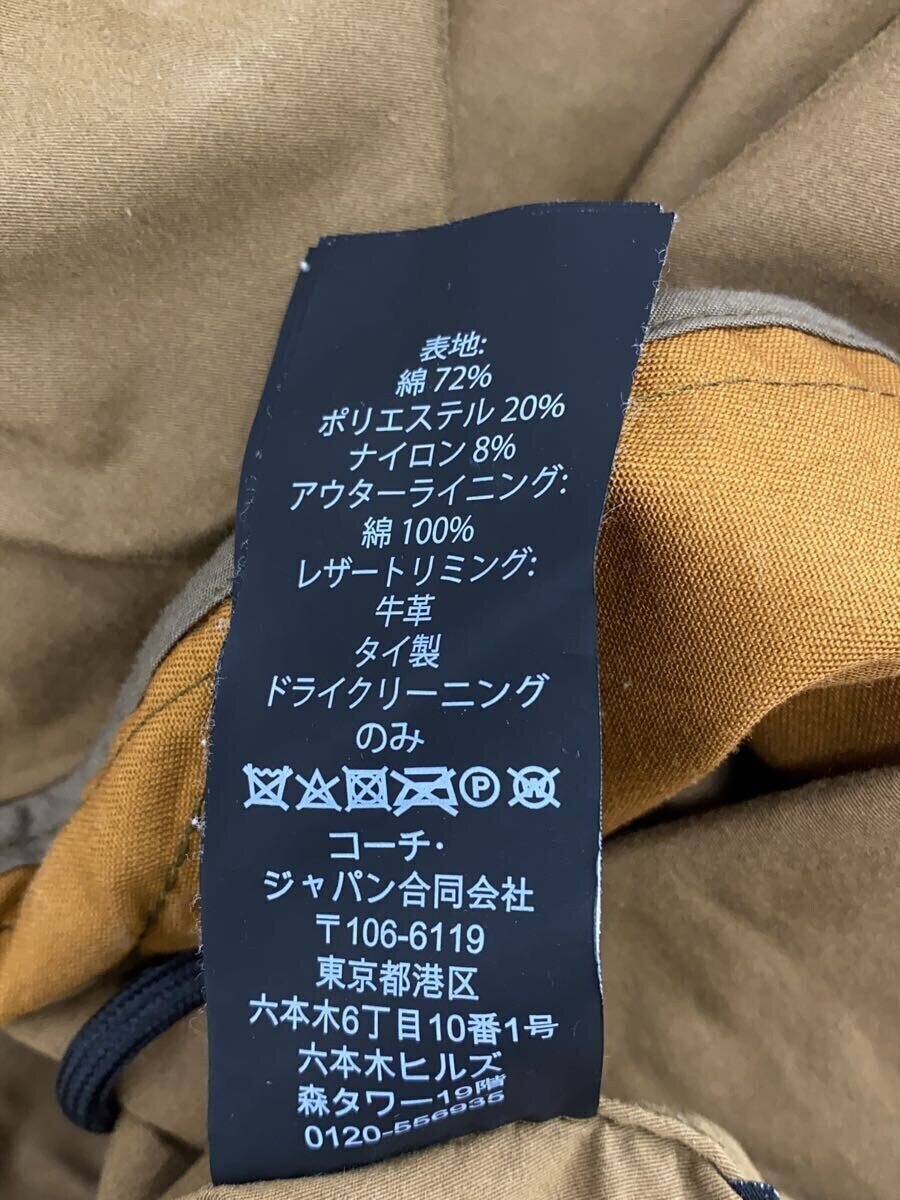 表地:
綿 72%
ポリエステル 20%
ナイロン 8%
アウターライニング:
綿 100%
レザートリミング:
牛革
タイ製
ドライクリーニング
のみ
P W
コーチ·
ジャパン合同会社
〒106-6119
東京都港区
六本木6丁目10番1号
六本木ヒルズ
森タワー19階
0120-556935